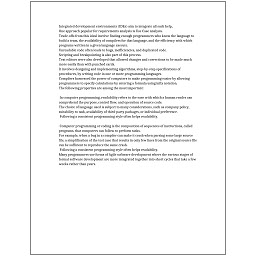 Integrated development environments (IDEs) aim to integrate all such help.
One approach popular for requirements analysis is Use Case analysis.
Trade-offs from this ideal involve finding enough programmers who know the language to
build a team, the availability of compilers for that language, and the efficiency with which
programs written in a given language execute.
Unreadable code often leads to bugs, inefficiencies, and duplicated code.
Scripting and breakpointing is also part of this process.
Text editors were also developed that allowed changes and corrections to be made much
more easily than with punched cards.
It involves designing and implementing algorithms, step-by-step specifications of
procedures, by writing code in one or more programming languages.
Compilers harnessed the power of computers to make programming easier by allowing
programmers to specify calculations by entering a formula using infix notation.
The following properties are among the most important:

In computer programming, readability refers to the ease with which a human reader can
comprehend the purpose, control flow, and operation of source code.
The choice of language used is subject to many considerations, such as company policy,
suitability to task, availability of third-party packages, or individual preference.
Following a consistent programming style often helps readability.

Computer programming or coding is the composition of sequences of instructions, called
programs, that computers can follow to perform tasks.
For example, when a bug in a compiler can make it crash when parsing some large source
file, a simplification of the test case that results in only few lines from the original source file
can be sufficient to reproduce the same crash.
Following a consistent programming style often helps readability.
Many programmers use forms of Agile software development where the various stages of
formal software development are more integrated together into short cycles that take a few
weeks rather than years.